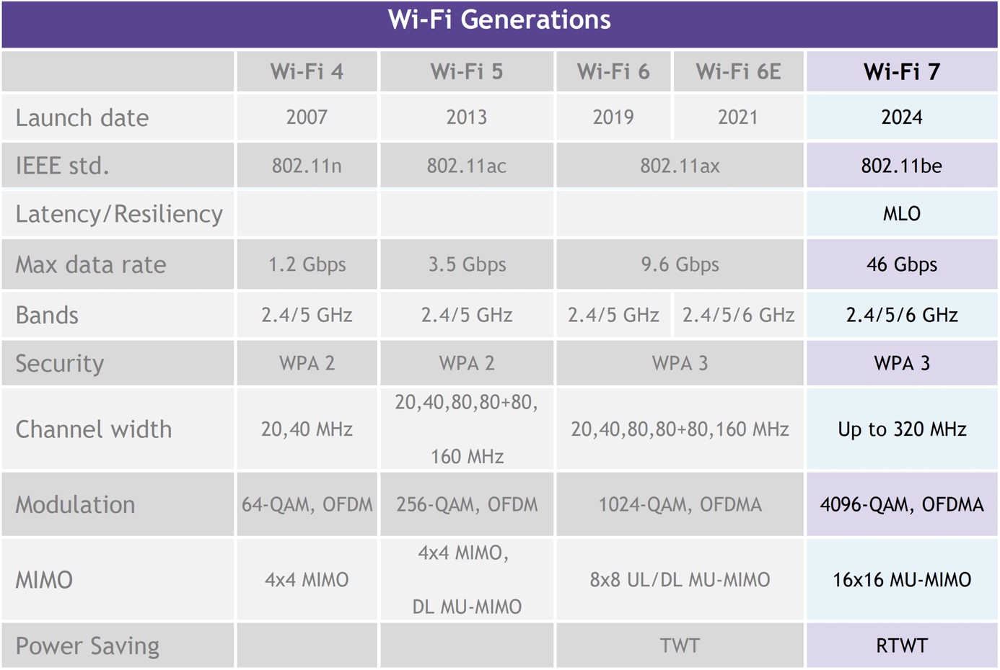 Wi-Fi Generations
Wi-Fi 4 Wi-Fi 5 Wi-Fi 6 Wi-Fi 6E Wi-Fi 7
Launch date 2007 2013 2019 2021 2024
IEEE std. 802.11n 802.11ac 802.11ax 802.11be
Latency/Resiliency MLO
Max data rate 1.2 Gbps 3.5 Gbps 9.6 Gbps 46 Gbps
Bands 2.4/5 GHz 2.4/5 GHz 2.4/5 GHz 2.4/5/6 GHz 2.4/5/6 GHz
Security WPA 2 WPA 2 WPA 3 WPA 3
Channel width 20,40 MHz 20,40,80,80+80,
160 MHz 20,40,80,80+80,160 MHz Up to 320 MHz
Modulation 64-QAM, OFDM 256-QAM, OFDM 1024-QAM, OFDMA 4096-QAM, OFDMA
MIMO 4x4 MIMO 4x4 MIMO,
DL MU-MIMO 8x8 UL/DL MU-MIMO 16x16 MU-MIMO
Power Saving TWT RTWT